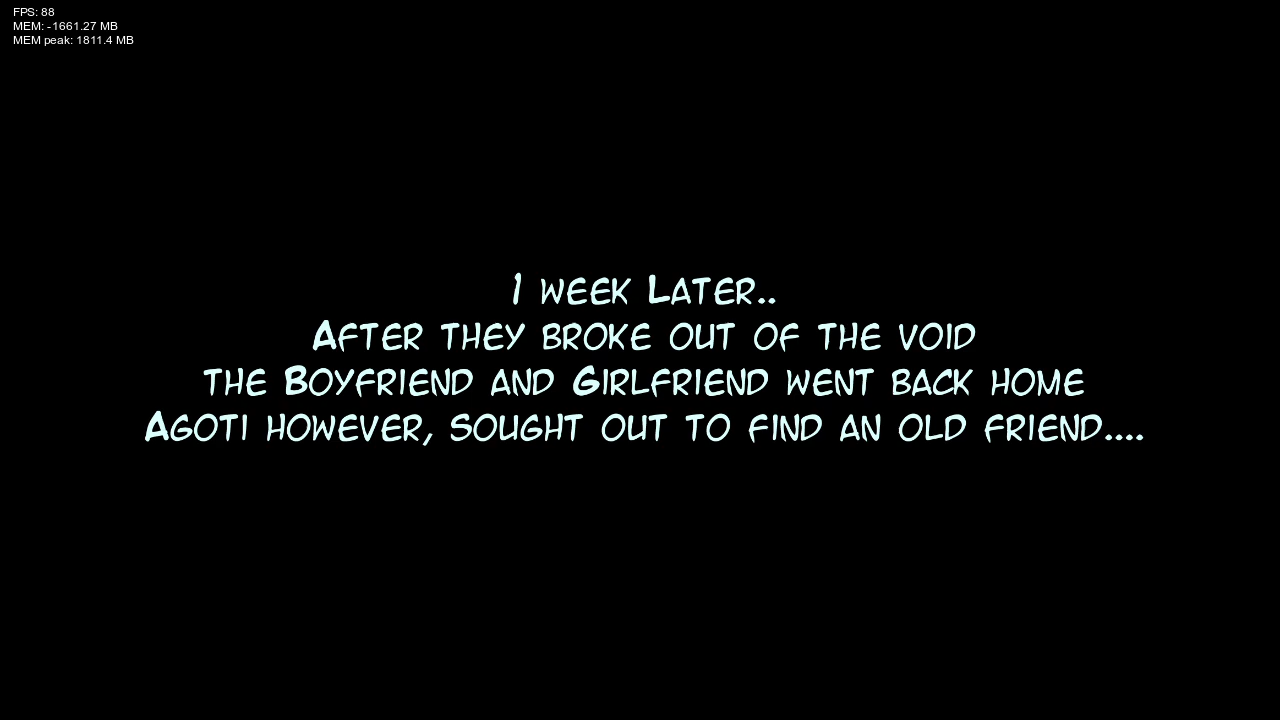 FPS: 88
MEM: -1661.27 MB
MEM peak: 1811.4 MB
1 week Later..
After they broke out of the void
the Boyfriend and Girlfriend went back home
Agoti however, sought out to find an old friend....